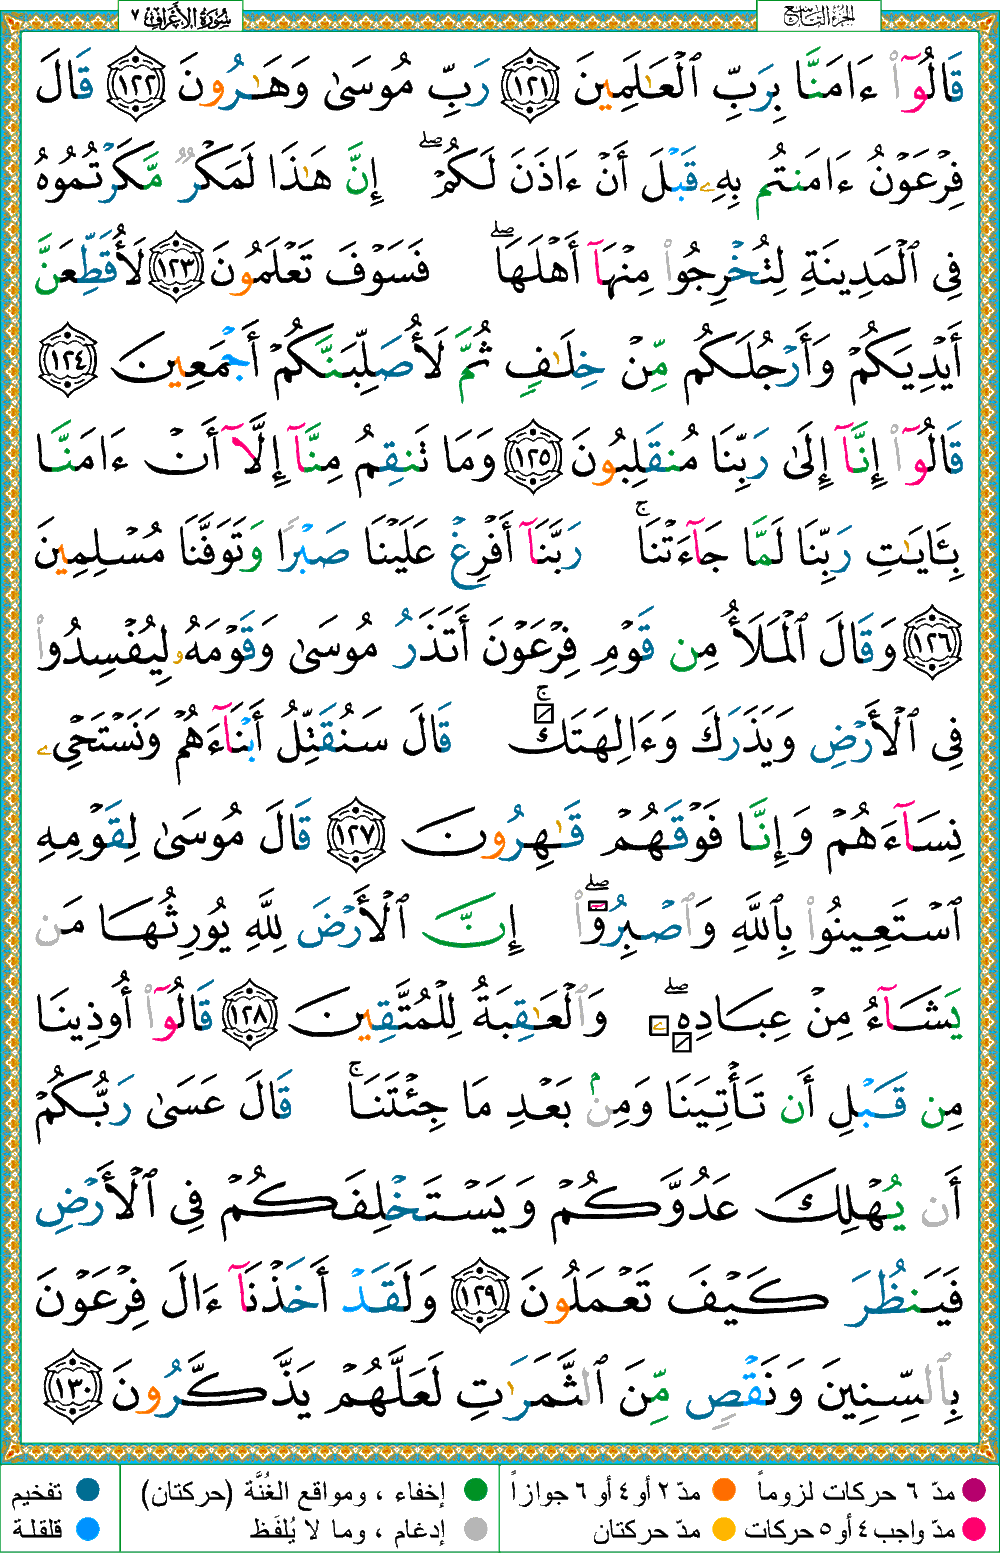 الجزء التاسع
سُورَةُ الأَعْرَاف ٧
قَالُوٓا۟ ءَامَنَّا بِرَبِّ ٱلْعَـٰلَمِينَ ١٢١ رَبِّ مُوسَىٰ وَهَـٰرُونَ ١٢٢ قَالَ
فِرْعَوْنُ ءَامَنتُم بِهِۦ قَبْلَ أَنْ ءَاذَنَ لَكُمْ ۖ إِنَّ هَـٰذَا لَمَكْرٌ مَّكَرْتُمُوهُ
فِى ٱلْمَدِينَةِ لِتُخْرِجُوا۟ مِنْهَآ أَهْلَهَا ۖ فَسَوْفَ تَعْلَمُونَ ١٢٣ لَأُقَطِّعَنَّ
أَيْدِيَكُمْ وَأَرْجُلَكُم مِّنْ خِلَـٰفٍ ثُمَّ لَأُصَلِّبَنَّكُمْ أَجْمَعِينَ ١٢٤
قَالُوٓا۟ إِنَّآ إِلَىٰ رَبِّنَا مُنقَلِبُونَ ١٢٥ وَمَا تَنقِمُ مِنَّآ إِلَّآ أَنْ ءَامَنَّا
بِـَٔايَـٰتِ رَبِّنَا لَمَّا جَآءَتْنَا ۚ رَبَّنَآ أَفْرِغْ عَلَيْنَا صَبْرًا وَتَوَفَّنَا مُسْلِمِينَ
١٢٦ وَقَالَ ٱلْمَلَأُ مِن قَوْمِ فِرْعَوْنَ أَتَذَرُ مُوسَىٰ وَقَوْمَهُۥ لِيُفْسِدُوا۟
فِى ٱلْأَرْضِ وَيَذَرَكَ وَءَالِهَتَكَ ۚ قَالَ سَنُقَتِّلُ أَبْنَآءَهُمْ وَنَسْتَحْىِۦ
نِسَآءَهُمْ وَإِنَّا فَوْقَهُمْ قَـٰهِرُونَ ١٢٧ قَالَ مُوسَىٰ لِقَوْمِهِ
ٱسْتَعِينُوا۟ بِٱللَّهِ وَٱصْبِرُوٓا۟ ۖ إِنَّ ٱلْأَرْضَ لِلَّهِ يُورِثُهَا مَن
يَشَآءُ مِنْ عِبَادِهِۦ ۖ وَٱلْعَـٰقِبَةُ لِلْمُتَّقِينَ ١٢٨ قَالُوٓا۟ أُوذِينَا
مِن قَبْلِ أَن تَأْتِيَنَا وَمِنۢ بَعْدِ مَا جِئْتَنَا ۚ قَالَ عَسَىٰ رَبُّكُمْ
أَن يُهْلِكَ عَدُوَّكُمْ وَيَسْتَخْلِفَكُمْ فِى ٱلْأَرْضِ
فَيَنظُرَ كَيْفَ تَعْمَلُونَ ١٢٩ وَلَقَدْ أَخَذْنَآ ءَالَ فِرْعَوْنَ
بِٱلسِّنِينَ وَنَقْصٍ مِّنَ ٱلثَّمَرَٰتِ لَعَلَّهُمْ يَذَّكَّرُونَ ١٣٠
مدّ ٦ حركات لزوماً
مدّ ٢ أو ٤ أو ٦ جوازاً
إخفاء ، ومواقع الغُنَّة (حركتان)
تفخيم
مدّ واجب ٤ أو ٥ حركات
مدّ حركتان
إدغام ، وما لا يُلفَظ
قلقلة